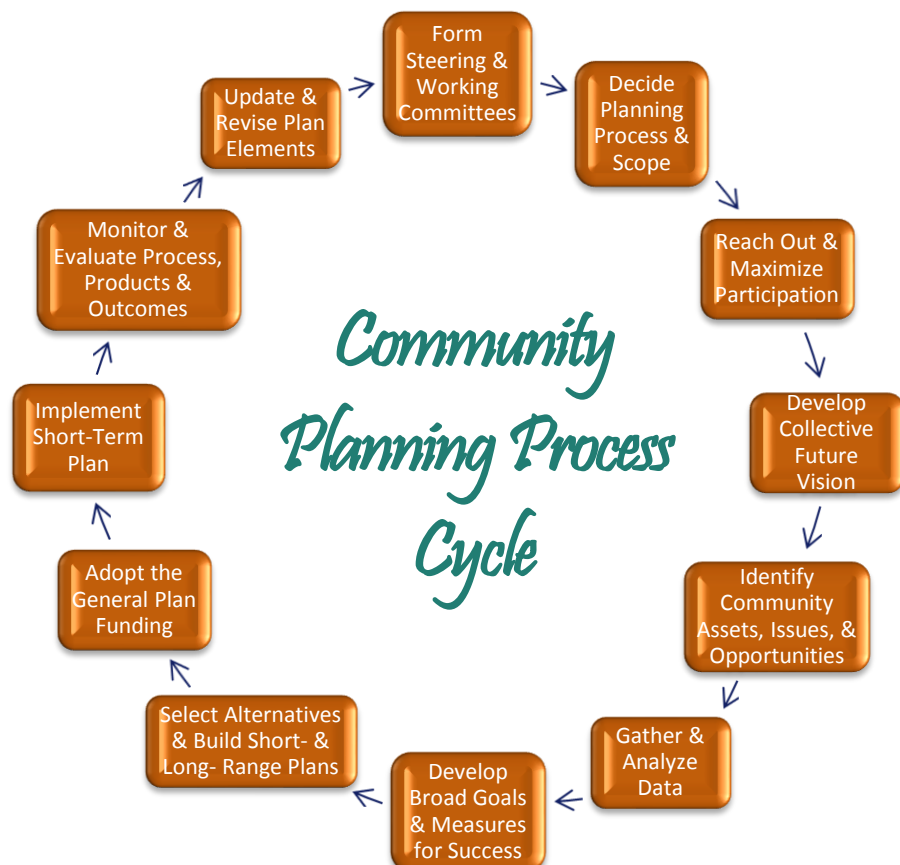 Form
Steering &
Working
Committees
Decide
Planning
Process &
Scope
Reach Out &
Maximize
Participation
Develop
Collective
Future
Vision
Identify
Community
Assets, Issues, &
Opportunities
Gather &
Analyze
Data
Develop
Broad Goals
& Measures
for Success
Select Alternatives
& Build Short- &
Long- Range Plans
Adopt the
General Plan
Funding
Implement
Short-Term
Plan
Monitor &
Evaluate Process,
Products &
Outcomes
Update &
Revise Plan
Elements
Community
Planning Process
Cycle